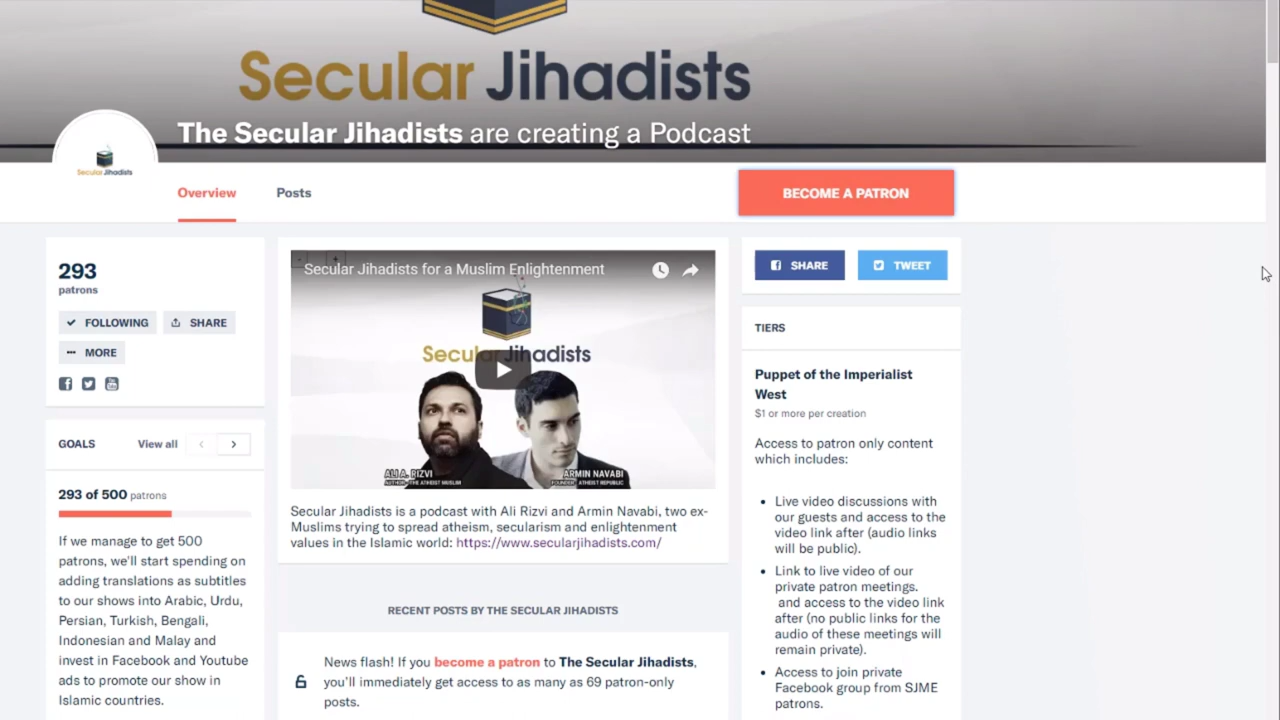 Secular Jihadists
The Secular Jihadists are creating a Podcast
Secular Jihadists
Overview
Posts
BECOME A PATRON
293
patrons
FOLLOWING
SHARE
MORE
GOALS
View all
293 of 500 patrons
If we manage to get 500
patrons, we'll start spending on
adding translations as subtitles
to our shows into Arabic, Urdu,
Persian, Turkish, Bengali,
Indonesian and Malay and
invest in Facebook and Youtube
ads to promote our show in
Islamic countries.
Secular Jihadists for a Muslim Enlightenment
Secular Jihadists
ALI A. RIZVI
AUTHOR - THE ATHEIST MUSLIM
ARMIN NAVABI
FOUNDER - ATHEIST REPUBLIC
Secular Jihadists is a podcast with Ali Rizvi and Armin Navabi, two ex-
Muslims trying to spread atheism, secularism and enlightenment
values in the Islamic world: https://www.secularjihadists.com/
RECENT POSTS BY THE SECULAR JIHADISTS
News flash! If you become a patron to The Secular Jihadists,
you'll immediately get access to as many as 69 patron-only
posts.
SHARE
TWEET
TIERS
Puppet of the Imperialist
West
$1 or more per creation
Access to patron only content
which includes:
• Live video discussions with
our guests and access to the
video link after (audio links
will be public).
• Link to live video of our
private patron meetings.
and access to the video link
after (no public links for the
audio of these meetings will
remain private).
• Access to join private
Facebook group from SJME
patrons.